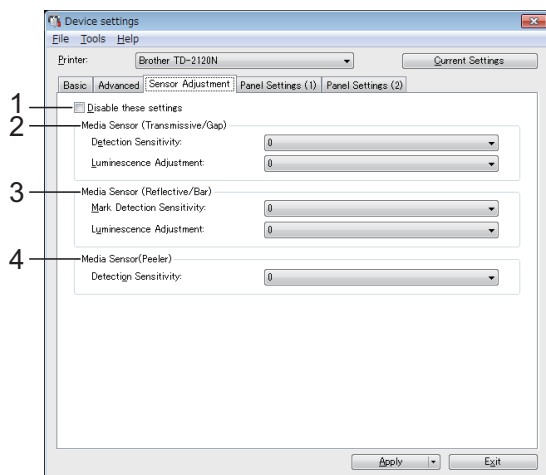 Device settings
File Tools Help
Printer: Brother TD-2120N Current Settings
Basic Advanced Sensor Adjustment Panel Settings (1) Panel Settings (2)
1 Disable these settings
2 Media Sensor (Transmissive/Gap)
Detection Sensitivity: 0
Luminescence Adjustment: 0
3 Media Sensor (Reflective/Bar)
Mark Detection Sensitivity: 0
Luminescence Adjustment: 0
4 Media Sensor(Peeler)
Detection Sensitivity: 0
Apply Exit